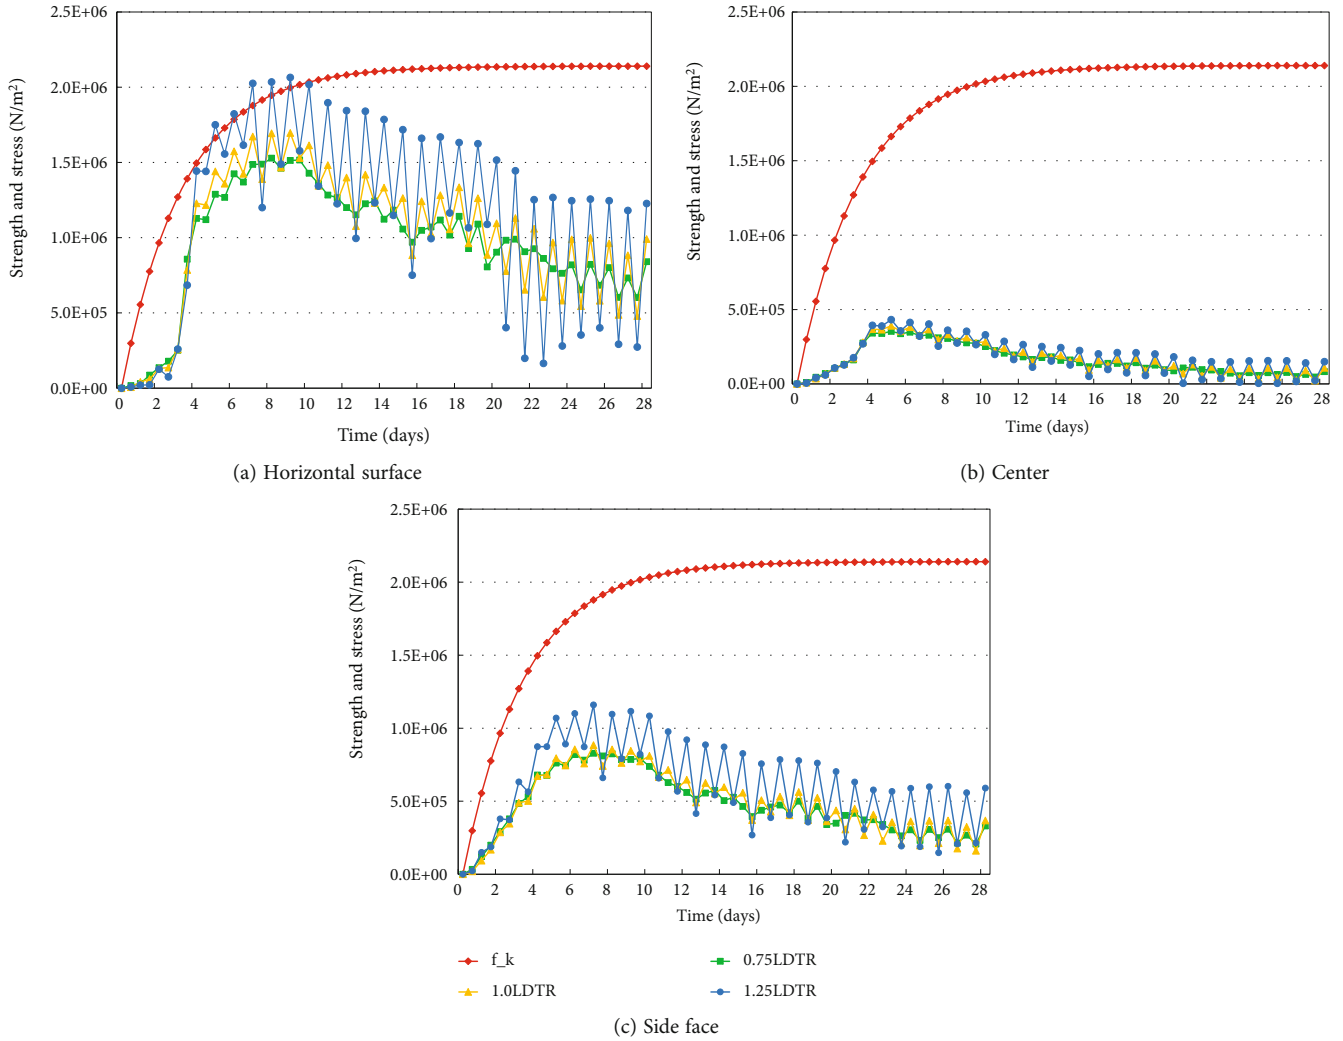 2.5E+06
2.0E+06
1.5E+06
1.0E+06
5.0E+05
0.0E+00
Strength and stress (N/m²)
0 2 4 6 8 10 12 14 16 18 20 22 24 26 28
Time (days)
(a) Horizontal surface
2.5E+06
2.0E+06
1.5E+06
1.0E+06
5.0E+05
0.0E+00
Strength and stress (N/m²)
0 2 4 6 8 10 12 14 16 18 20 22 24 26 28
Time (days)
(b) Center
2.5E+06
2.0E+06
1.5E+06
1.0E+06
5.0E+05
0.0E+00
Strength and stress (N/m²)
0 2 4 6 8 10 12 14 16 18 20 22 24 26 28
Time (days)
f_k 0.75LDTR
1.0LDTR 1.25LDTR
(c) Side face